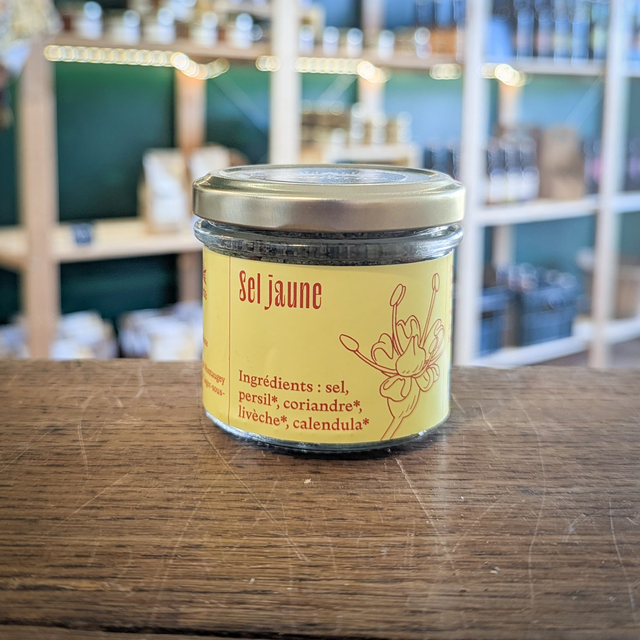 Sel jaune
Ingrédients : sel,
persil*, coriandre*,
livèche*, calendula*